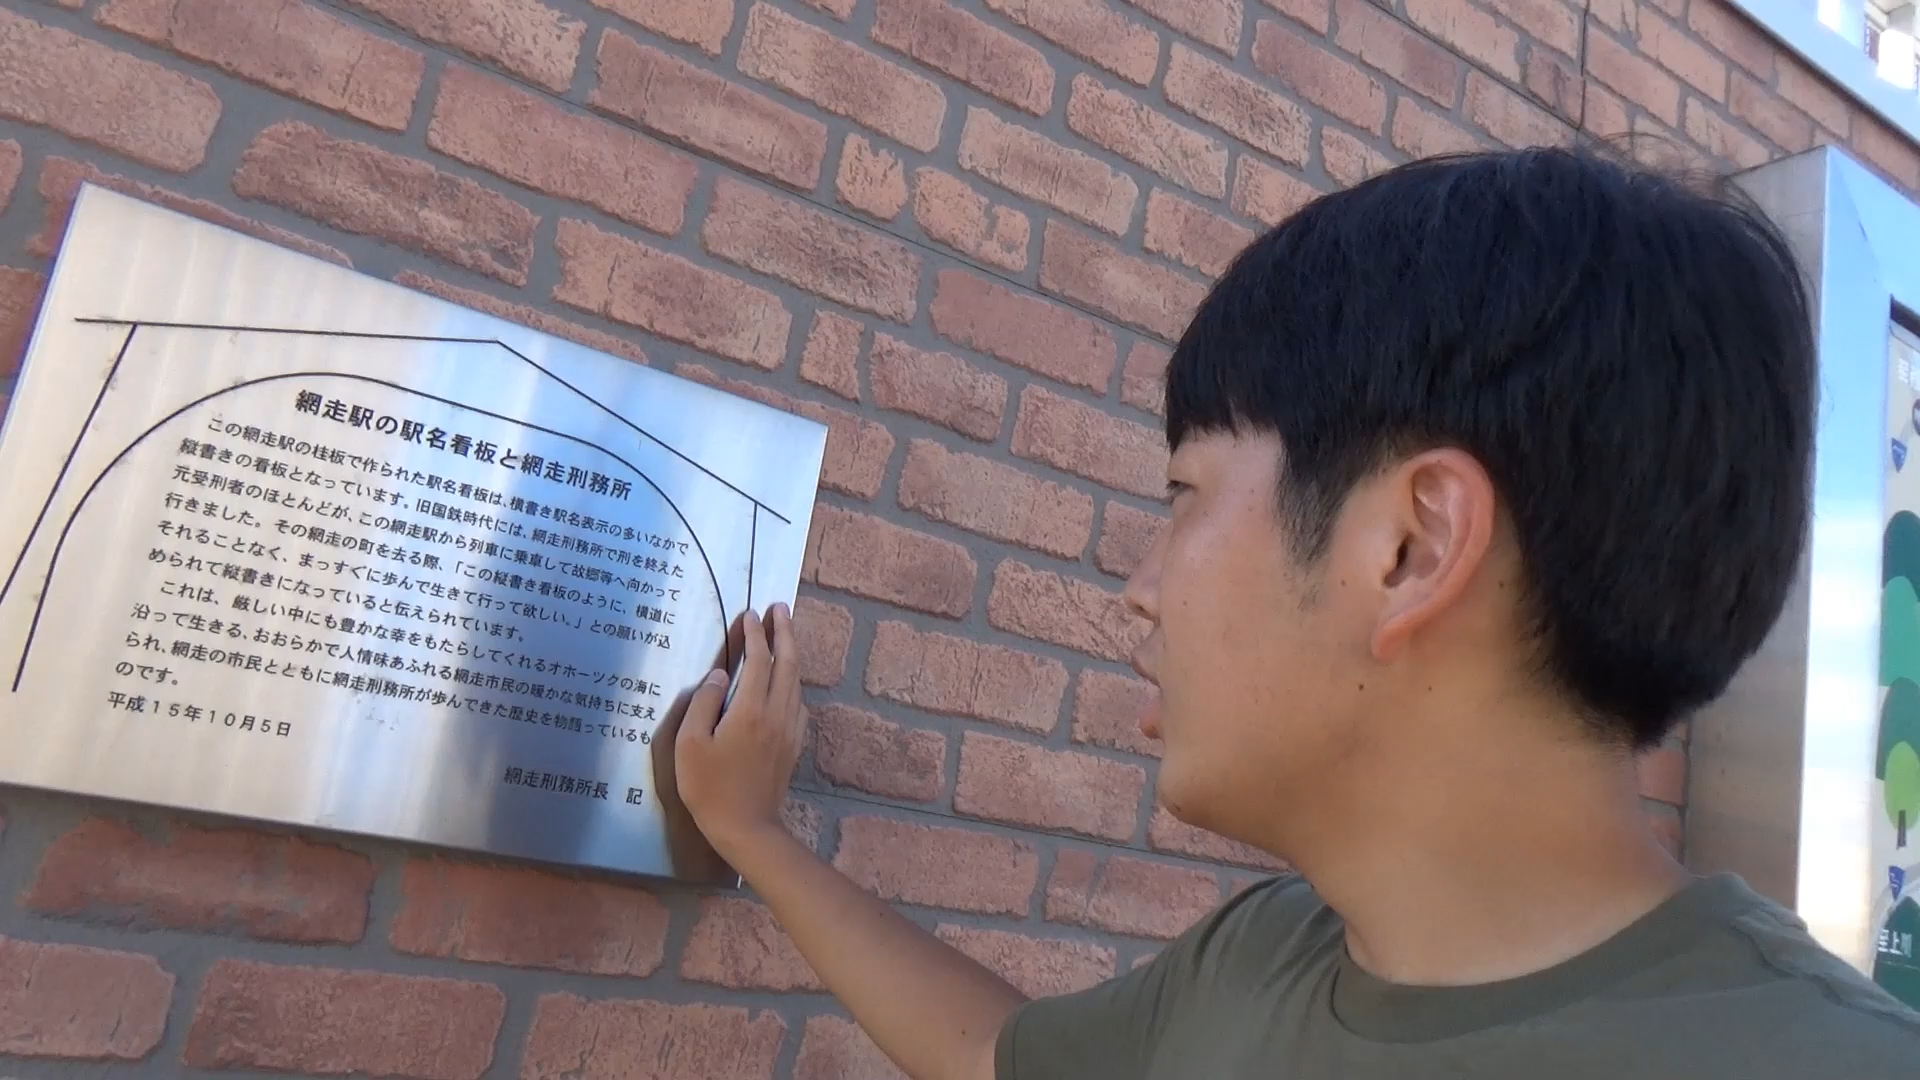 網走駅の駅名看板と網走刑務所
この網走駅の桂板で作られた駅名看板は、横書き駅名表示の多いなかで
縦書きの看板となっています。旧国鉄時代には、網走刑務所で刑を終えた
元受刑者のほとんどが、この網走駅から列車に乗車して故郷等へ向かって
行きました。その網走の町を去る際、「この縦書き看板のように、横道に
それることなく、まっすぐに歩んで生きて行って欲しい。」との願いが込
められて縦書きになっていると伝えられています。
これは、厳しい中にも豊かな幸をもたらしてくれるオホーツクの海に
沿って生きる、おおらかで人情味あふれる網走市民の暖かな気持ちに支え
られ、網走の市民とともに網走刑務所が歩んできた歴史を物語っているも
のです。
平成15年10月5日
網走刑務所長 記